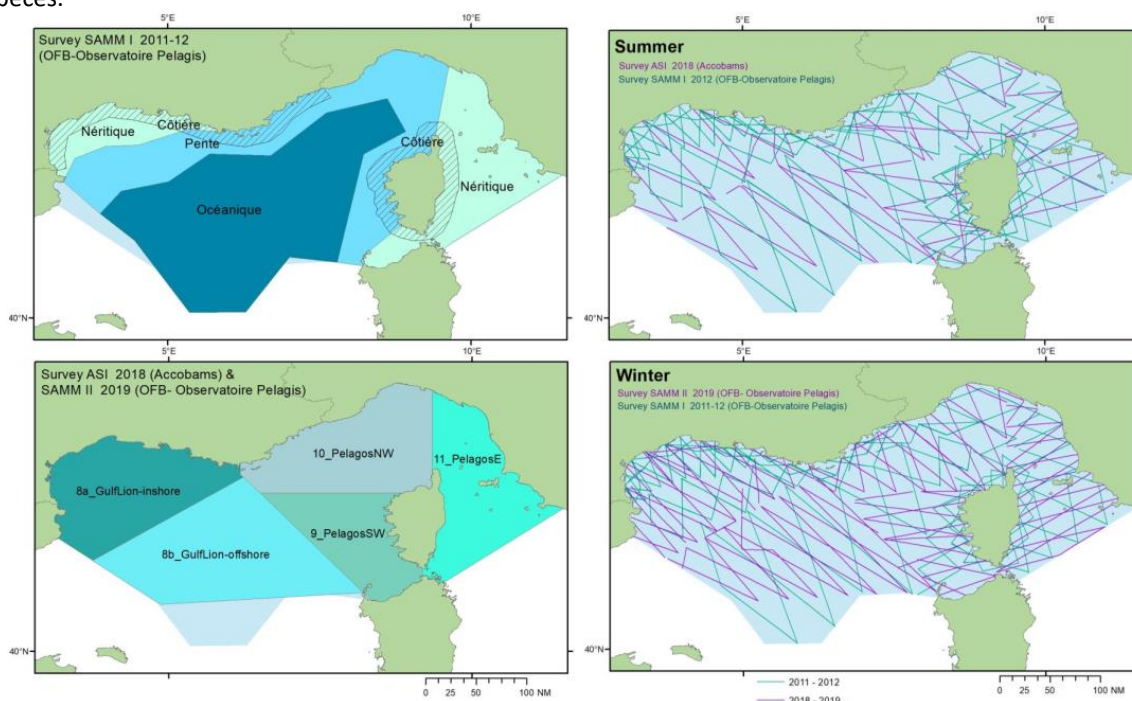 pèces.
5°E
10°E
Survey SAMM I 2011-12
(OFB-Observatoire Pelagis)
Néritique
Côtière
Pente
Océanique
Côtière
Néritique
40°N
5°E
10°E
Summer
Survey ASI 2018 (Accobams)
Survey SAMM I 2012 (OFB-Observatoire Pelagis)
40°N
5°E
10°E
Survey ASI 2018 (Accobams) &
SAMM II 2019 (OFB- Observatoire Pelagis)
10_PelagosNW
11_PelagosE
8a_GulfLion-inshore
9_PelagosSW
8b_GulfLion-offshore
40°N
0 25 50 100 NM
5°E
10°E
Winter
Survey SAMM II 2019 (OFB- Observatoire Pelagis)
Survey SAMM I 2011-12 (OFB-Observatoire Pelagis)
40°N
2011 - 2012
2018 - 2019
0 25 50 100 NM